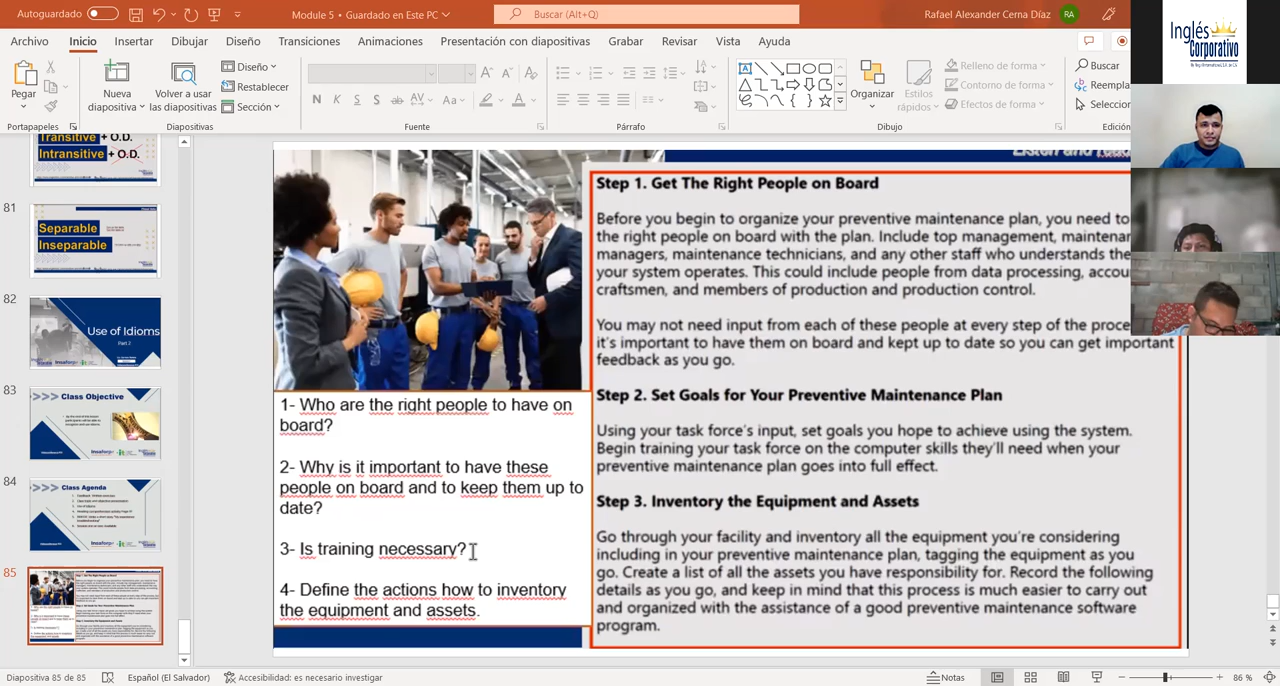 Autoguardado
Module 5 • Guardado en Este PC
Buscar (Alt+Q)
Rafael Alexander Cerna Díaz
RA
Archivo
Inicio
Insertar
Dibujar
Diseño
Transiciones
Animaciones
Presentación con diapositivas
Grabar
Revisar
Vista
Ayuda
Pegar
Nueva
diapositiva
Volver a usar
las diapositivas
Diseño
Restablecer
Sección
Relleno de forma
Contorno de forma
Efectos de forma
Organizar
Estilos
rápidos
Buscar
Reempla
Seleccior
Portapapeles
Diapositivas
Fuente
Párrafo
Dibujo
Edición
Inglés
Corporativo
Transitive + O.D.
Intransitive + O.D.
81
Separable
Inseparable
82
Use of Idioms
83
Class Objective
84
Class Agenda
85
Step 1. Get The Right People on Board
Before you begin to organize your preventive maintenance plan, you need to
the right people on board with the plan. Include top management, maintenan
managers, maintenance technicians, and any other staff who understands the
your system operates. This could include people from data processing, accou
craftsmen, and members of production and production control.
You may not need input from each of these people at every step of the proce
it's important to have them on board and kept up to date so you can get important
feedback as you go.
Step 2. Set Goals for Your Preventive Maintenance Plan
Using your task force's input, set goals you hope to achieve using the system.
Begin training your task force on the computer skills they'll need when your
preventive maintenance plan goes into full effect.
Step 3. Inventory the Equipment and Assets
Go through your facility and inventory all the equipment you're considering
including in your preventive maintenance plan, tagging the equipment as you
go. Create a list of all the assets you have responsibility for. Record the following
details as you go, and keep in mind that this process is much easier to carry out
and organized with the assistance of a good preventive maintenance software
program.
1- Who are the right people to have on
board?
2- Why is it important to have these
people on board and to keep them up to
date?
3- Is training necessary?
4- Define the actions how to inventory
the equipment and assets.
Diapositiva 85 de 85
Español (El Salvador)
Accesibilidad: es necesario investigar
Notas
86 %